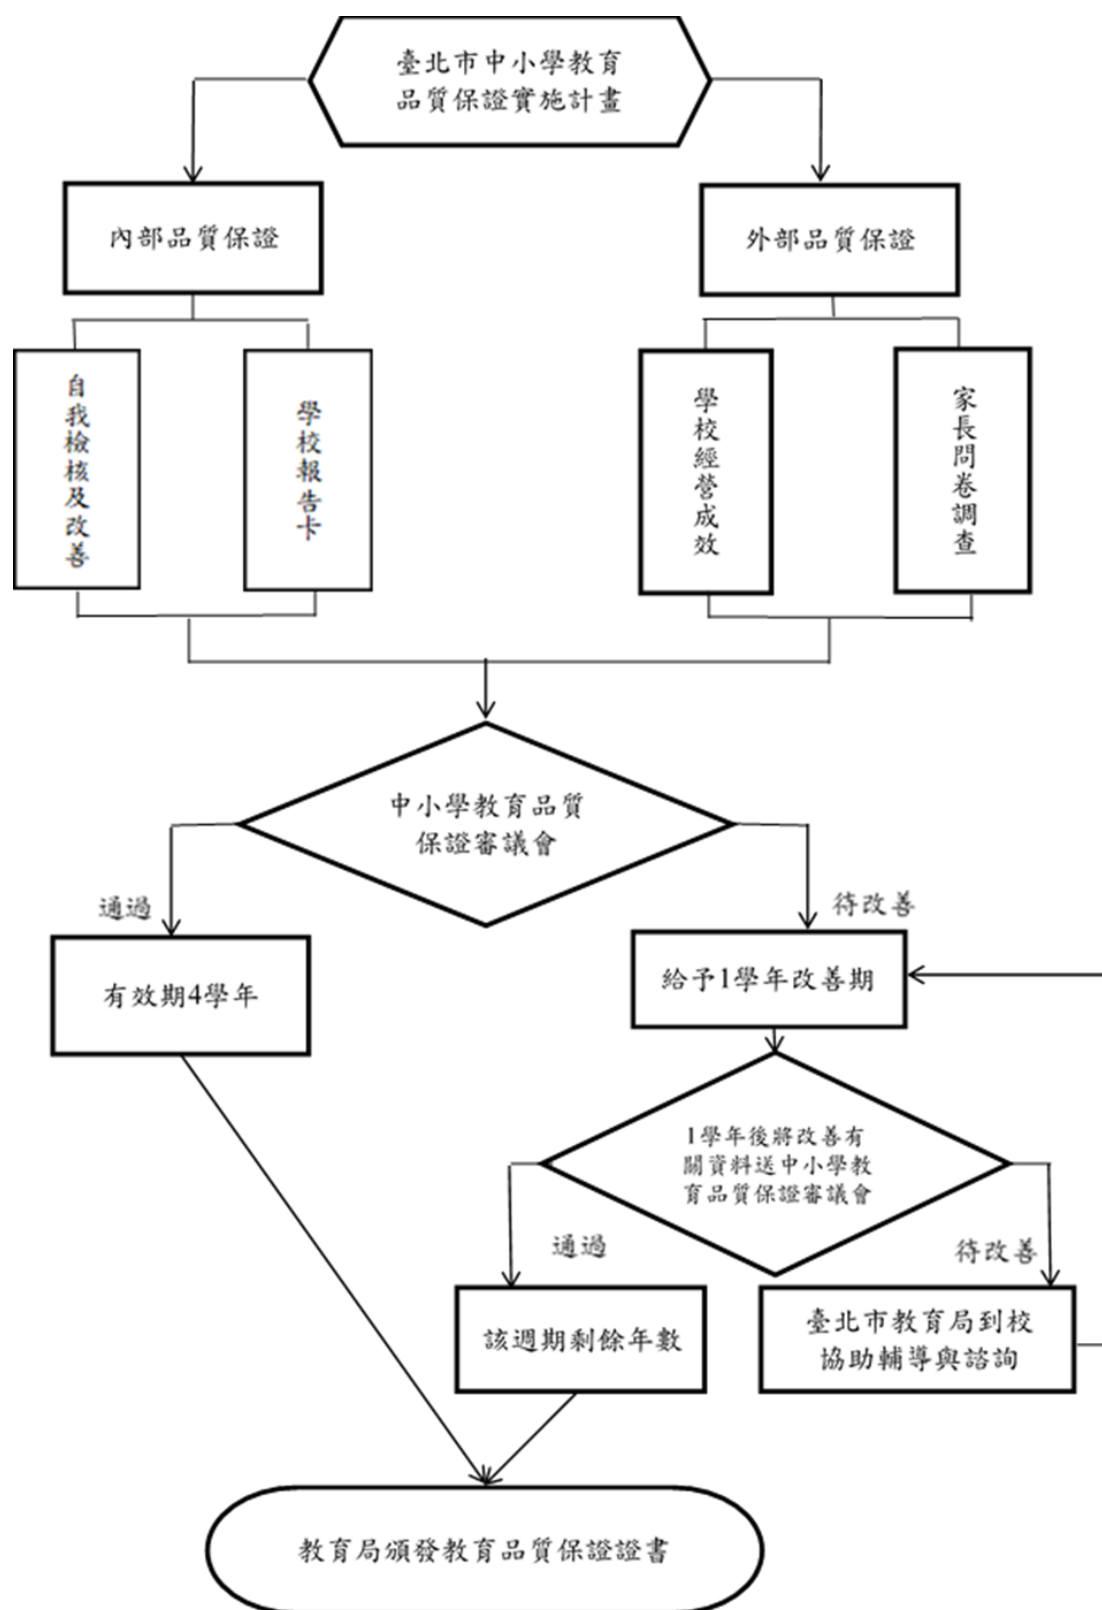 臺北市中小學教育
品質保證實施計畫
內部品質保證
外部品質保證
自我檢核及改善
學校報告卡
學校經營成效
家長問卷調查
中小學教育品質
保證審議會
通過
待改善
有效期4學年
給予1學年改善期
1學年後將改善有
關資料送中小學教
育品質保證審議會
通過
待改善
該週期剩餘年數
臺北市教育局到校
協助輔導與諮詢
教育局頒發教育品質保證證書